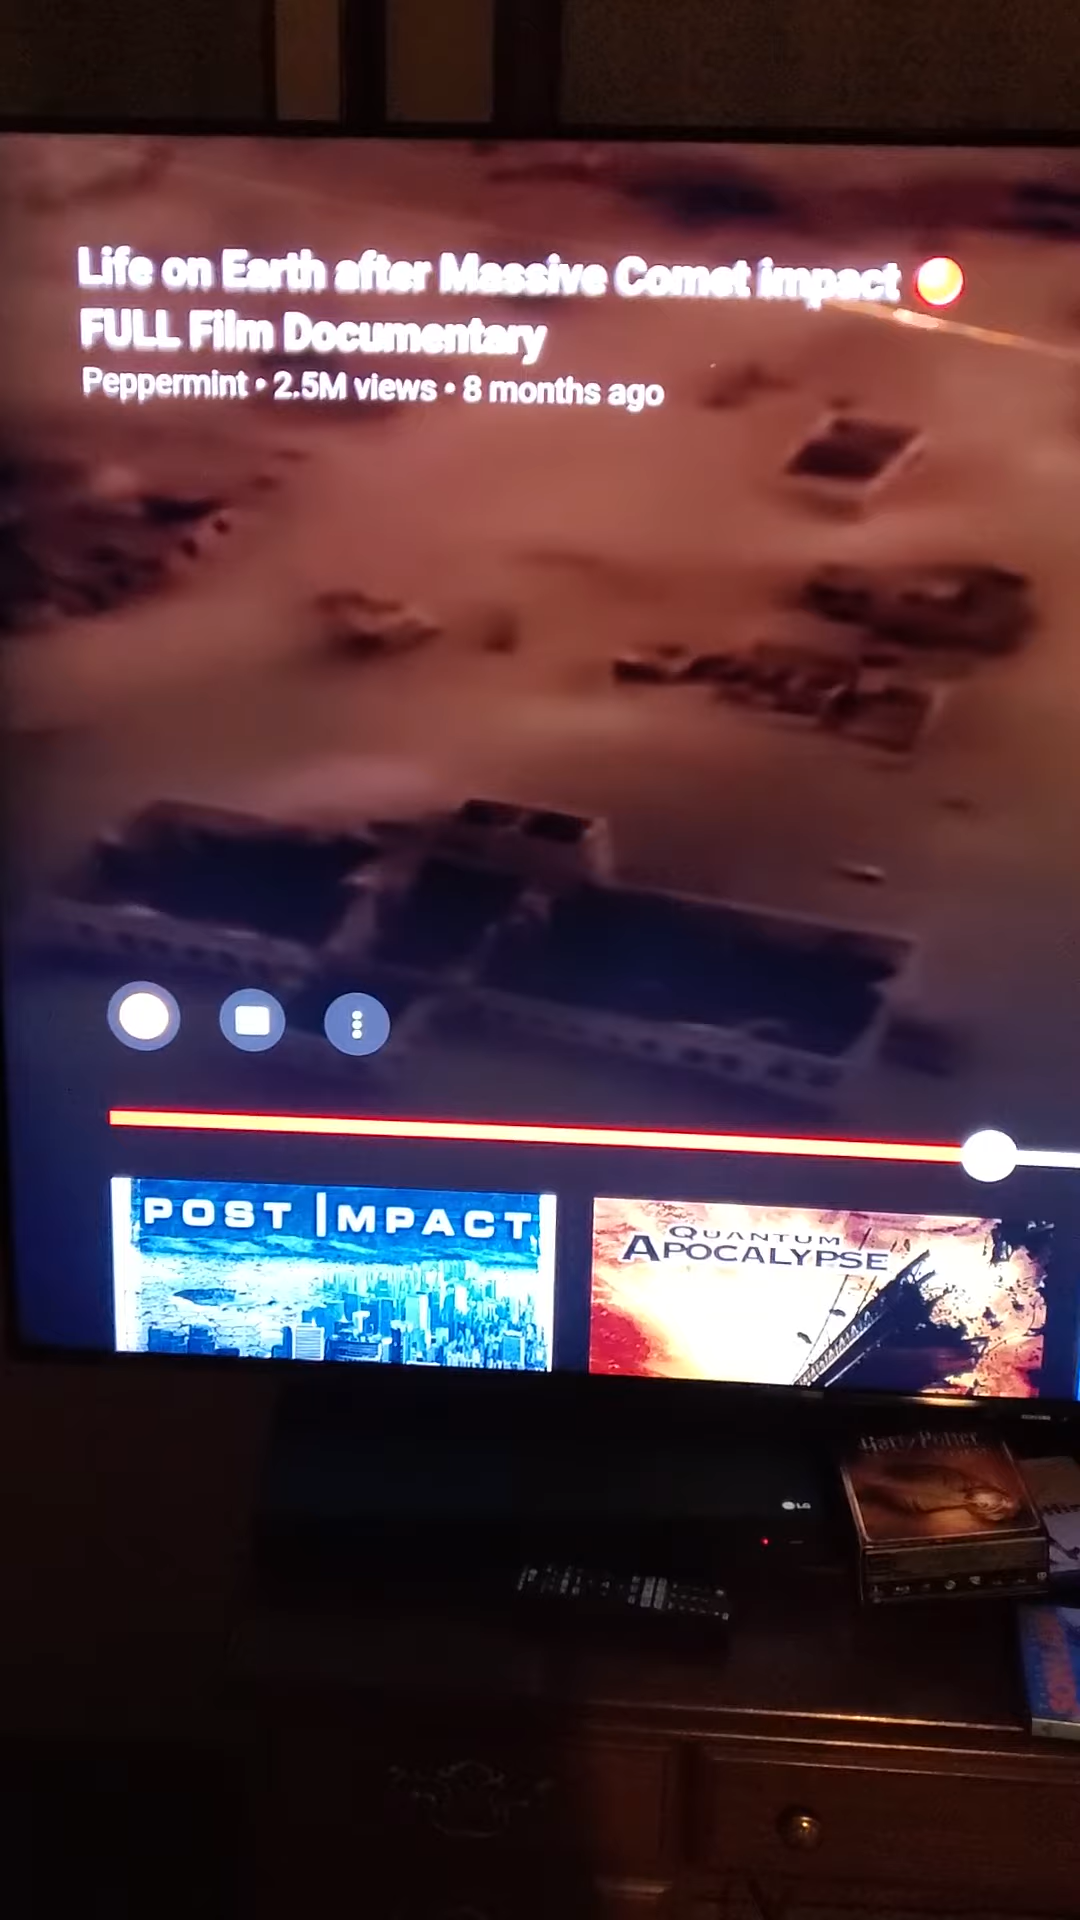 Life on Earth after Massive Comet impact
FULL Film Documentary
Peppermint • 2.5M views • 8 months ago
POST IMPACT
QUANTUM
APOCALYPSE
LG
Harry Potter